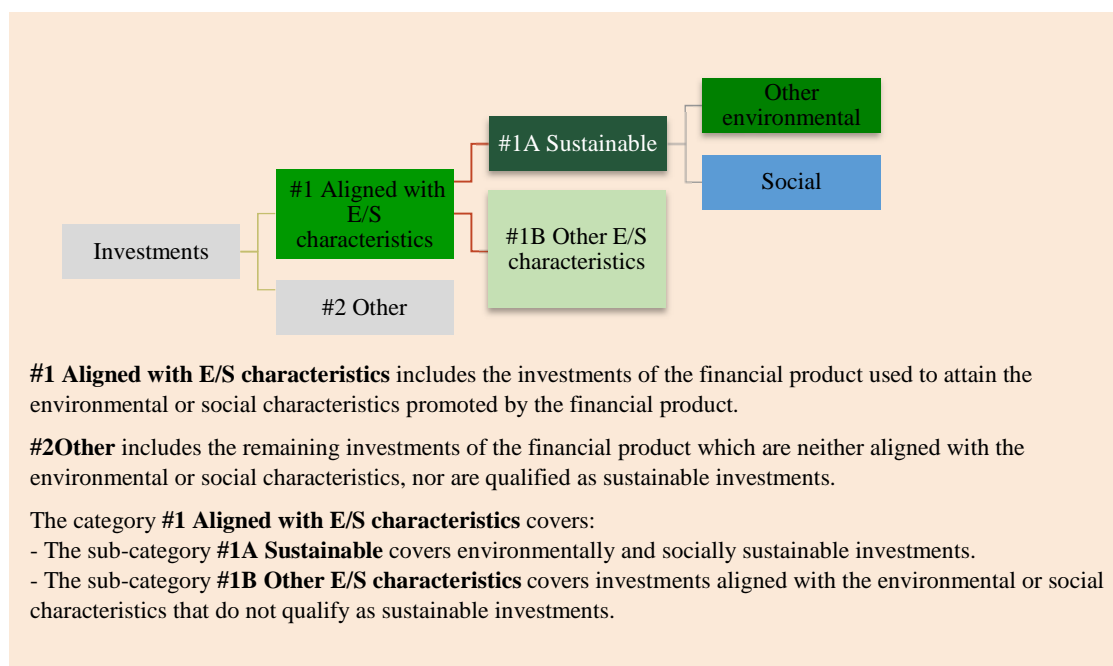 Other
environmental
#1A Sustainable
Social
#1 Aligned with
E/S
characteristics
#1B Other E/S
characteristics
Investments
#2 Other
#1 Aligned with E/S characteristics includes the investments of the financial product used to attain the
environmental or social characteristics promoted by the financial product.
#2Other includes the remaining investments of the financial product which are neither aligned with the
environmental or social characteristics, nor are qualified as sustainable investments.
The category #1 Aligned with E/S characteristics covers:
- The sub-category #1A Sustainable covers environmentally and socially sustainable investments.
- The sub-category #1B Other E/S characteristics covers investments aligned with the environmental or social
characteristics that do not qualify as sustainable investments.